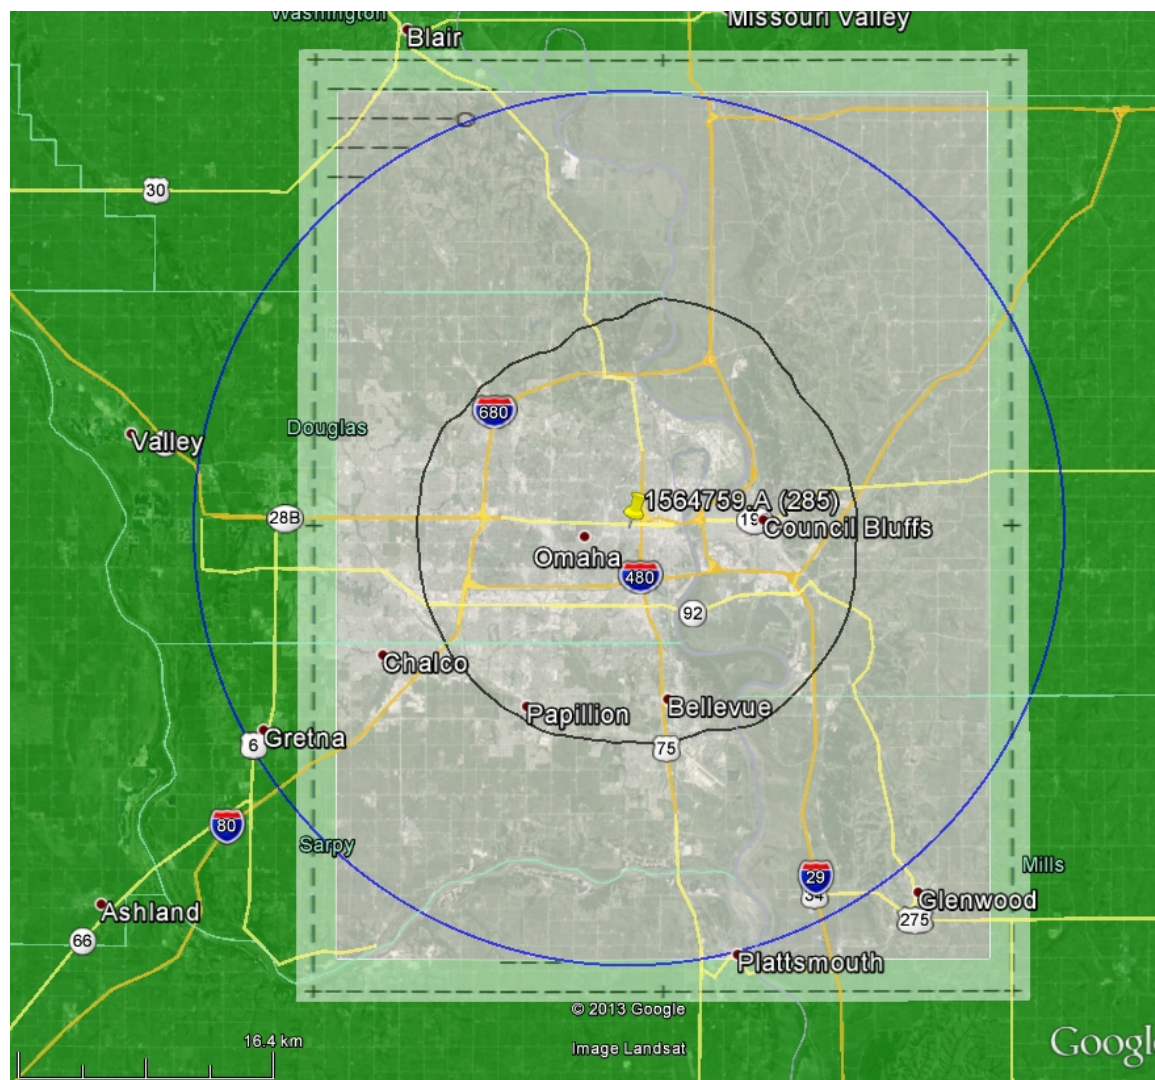 Washington
Missouri Valley
Blair
30
680
Douglas
Valley
1564759.A (285)
28B
19
Council Bluffs
Omaha
480
92
Chalco
Papillion
Bellevue
6
Gretna
75
80
Sarpy
Mills
29
34
Glenwood
275
Ashland
66
Plattsmouth
© 2013 Google
16.4 km
Image Landsat
Google